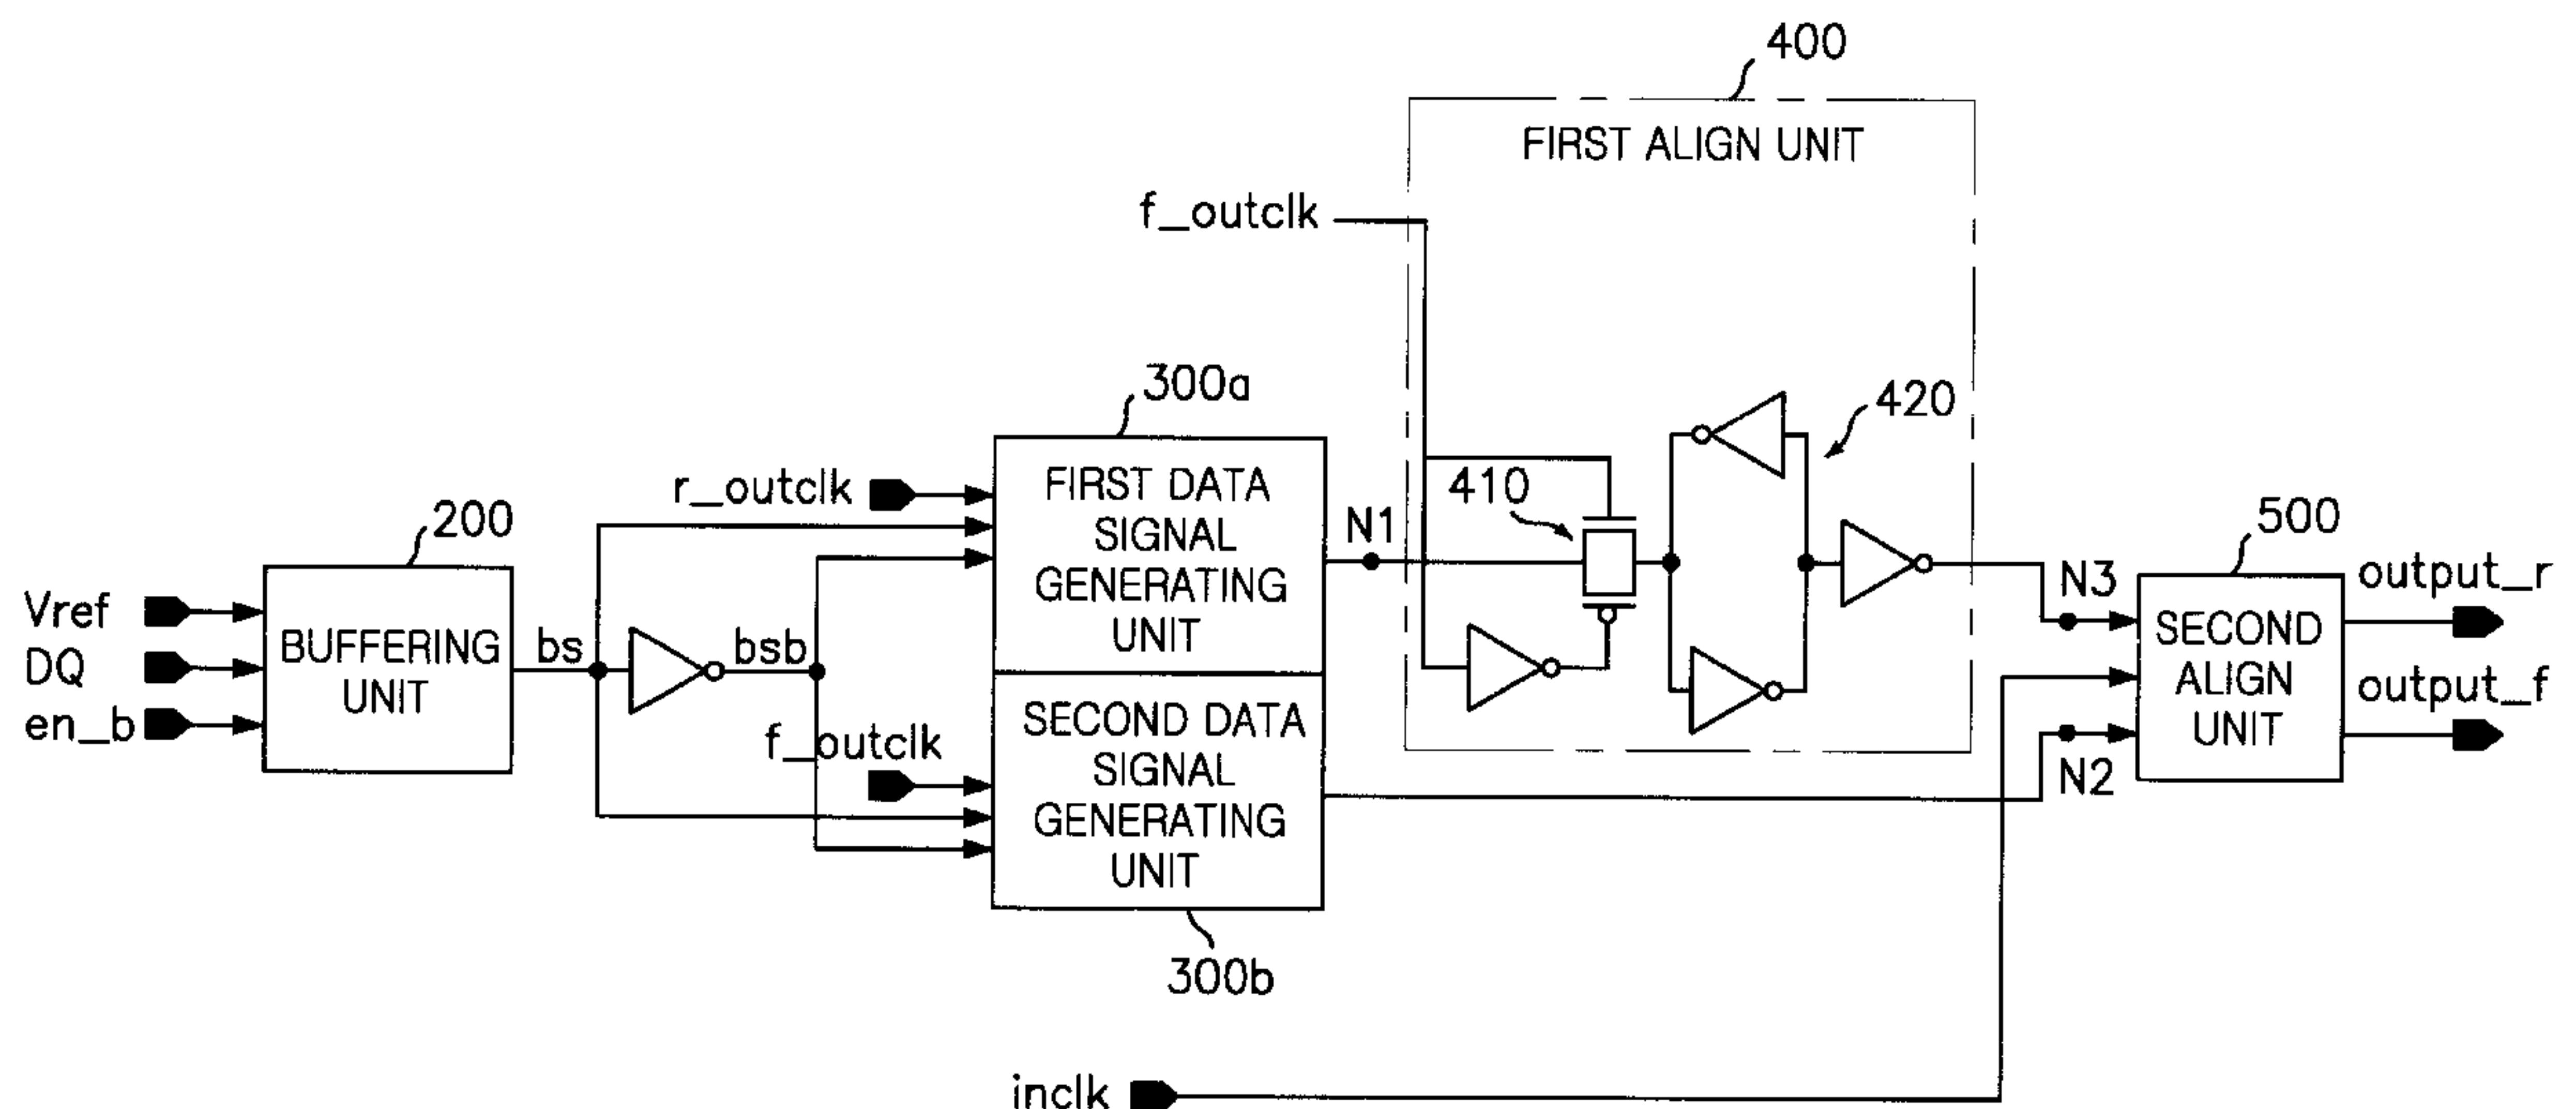 400
FIRST ALIGN UNIT
f_outclk
300a
420
r_outclk
FIRST DATA
SIGNAL
GENERATING
UNIT
410
N1
200
500
Vref
DQ
en_b
BUFFERING
UNIT
bs
bsb
N3
SECOND
ALIGN
UNIT
output_r
output_f
f_outclk
SECOND DATA
SIGNAL
GENERATING
UNIT
N2
300b
inclk